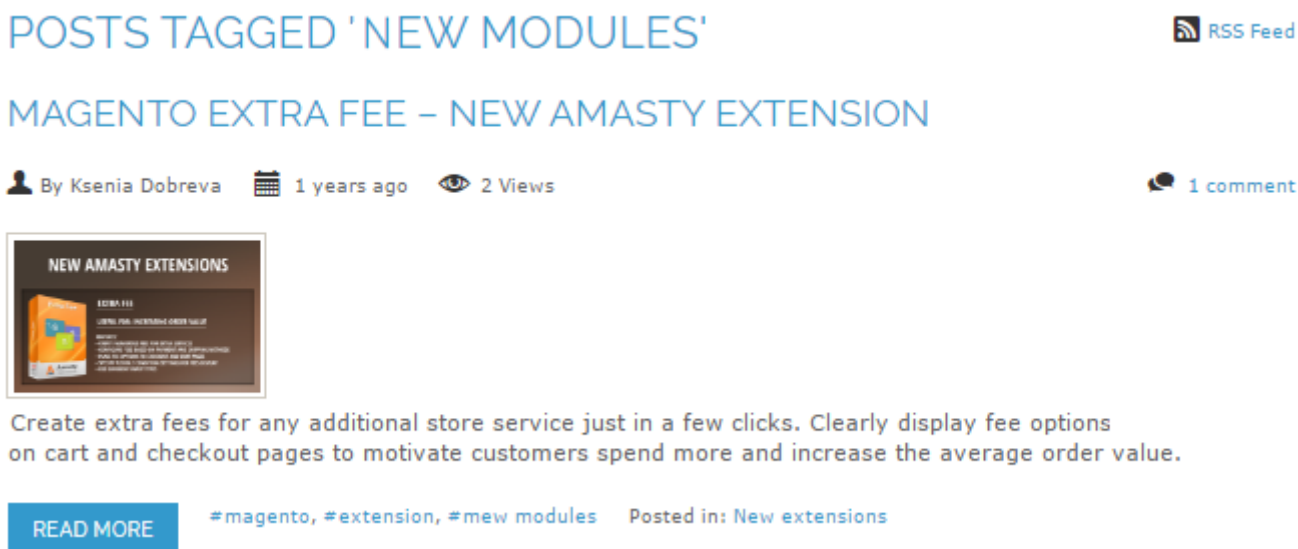 POSTS TAGGED 'NEW MODULES'
RSS Feed
MAGENTO EXTRA FEE – NEW AMASTY EXTENSION
By Ksenia Dobreva 1 years ago 2 Views
1 comment
NEW AMASTY EXTENSIONS
EXTRA FEE
Create extra fees for any additional store service just in a few clicks. Clearly display fee options
on cart and checkout pages to motivate customers spend more and increase the average order value.
READ MORE
#magento, #extension, #mew modules Posted in: New extensions